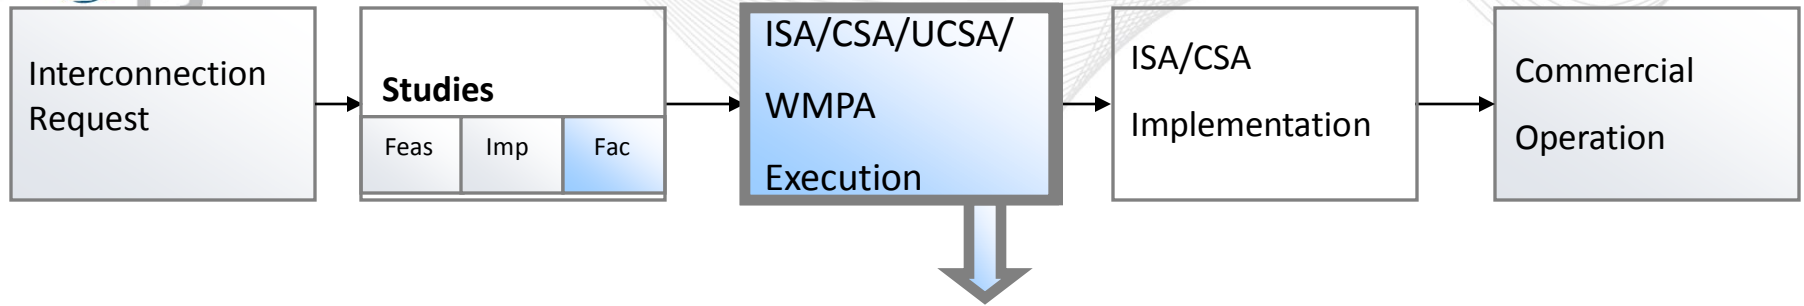 Interconnection
Request
Studies
Feas
Imp
Fac
ISA/CSA/UCSA/
WMPA
Execution
ISA/CSA
Implementation
Commercial
Operation